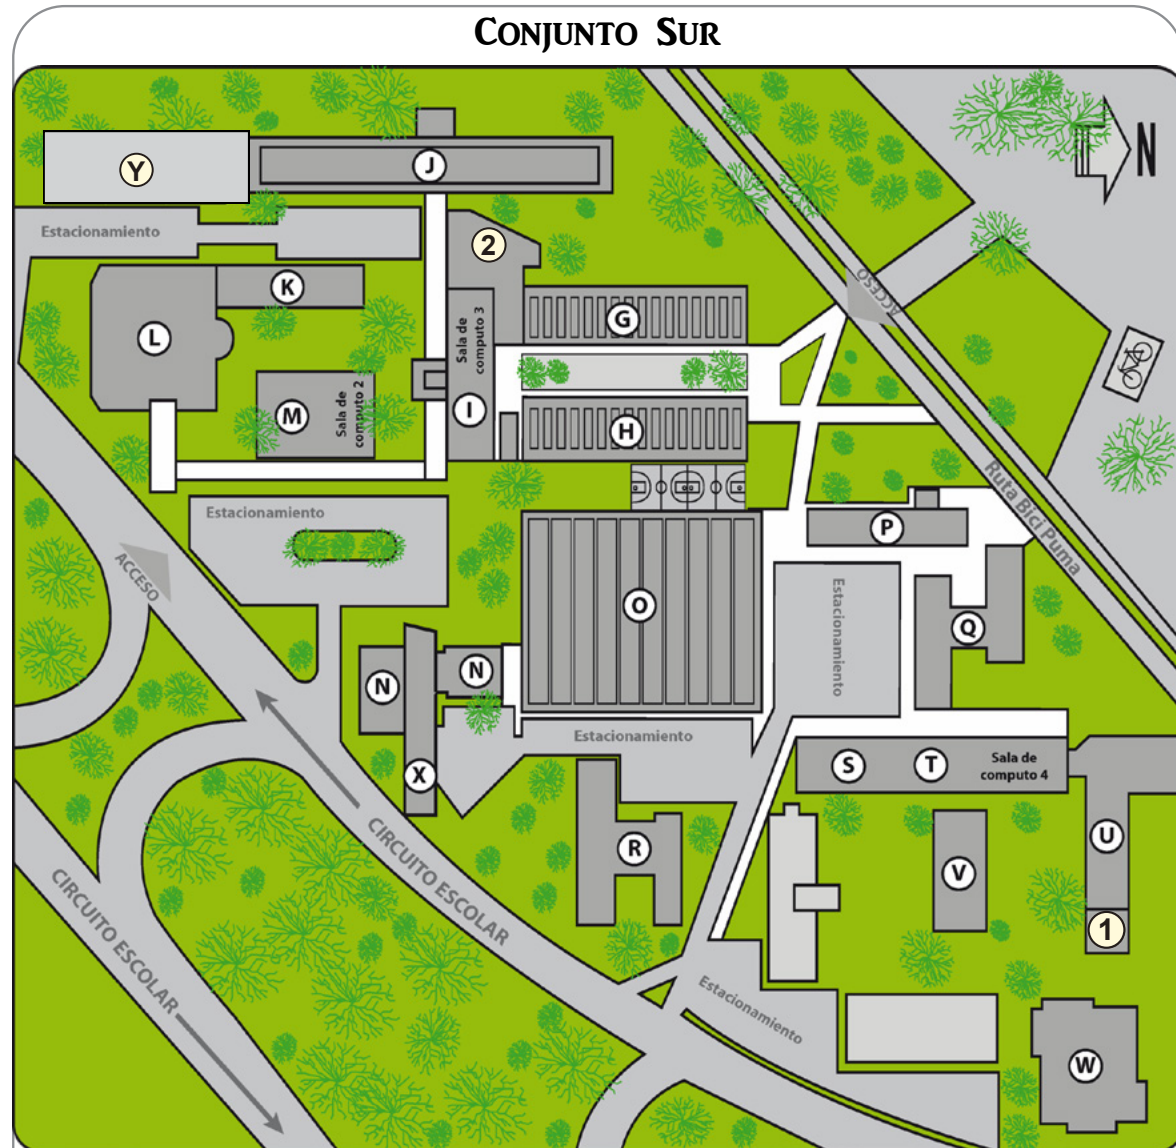 CONJUNTO SUR
N
J
Y
Estacionamiento
2
ACCESO
K
G
L
Sala de
computo 3
M
Sala de
computo 2
I
H
Ruta Bici Puma
Estacionamiento
P
ACCESO
O
Estacionamiento
Q
N
N
Estacionamiento
X
S
T
Sala de
computo 4
CIRCUITO ESCOLAR
R
U
V
CIRCUITO ESCOLAR
1
Estacionamiento
W